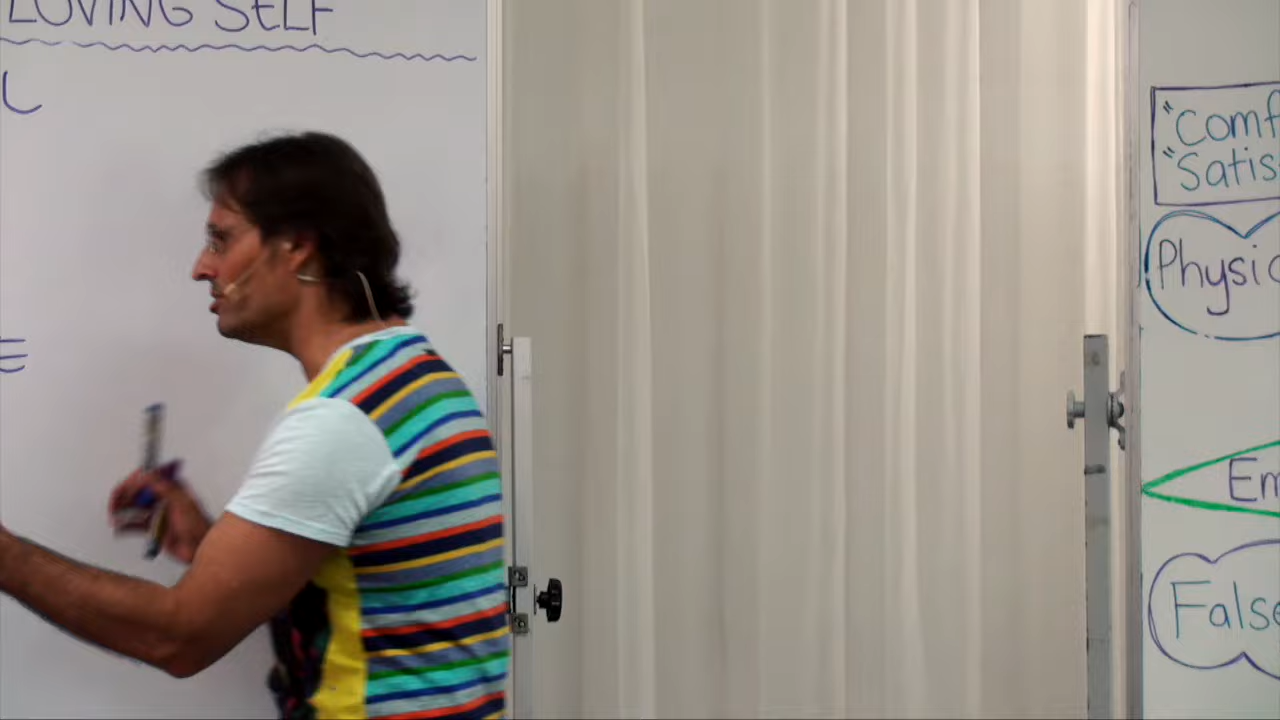 LOVING SELF
"Comf
"Satis
Physic
Em
False